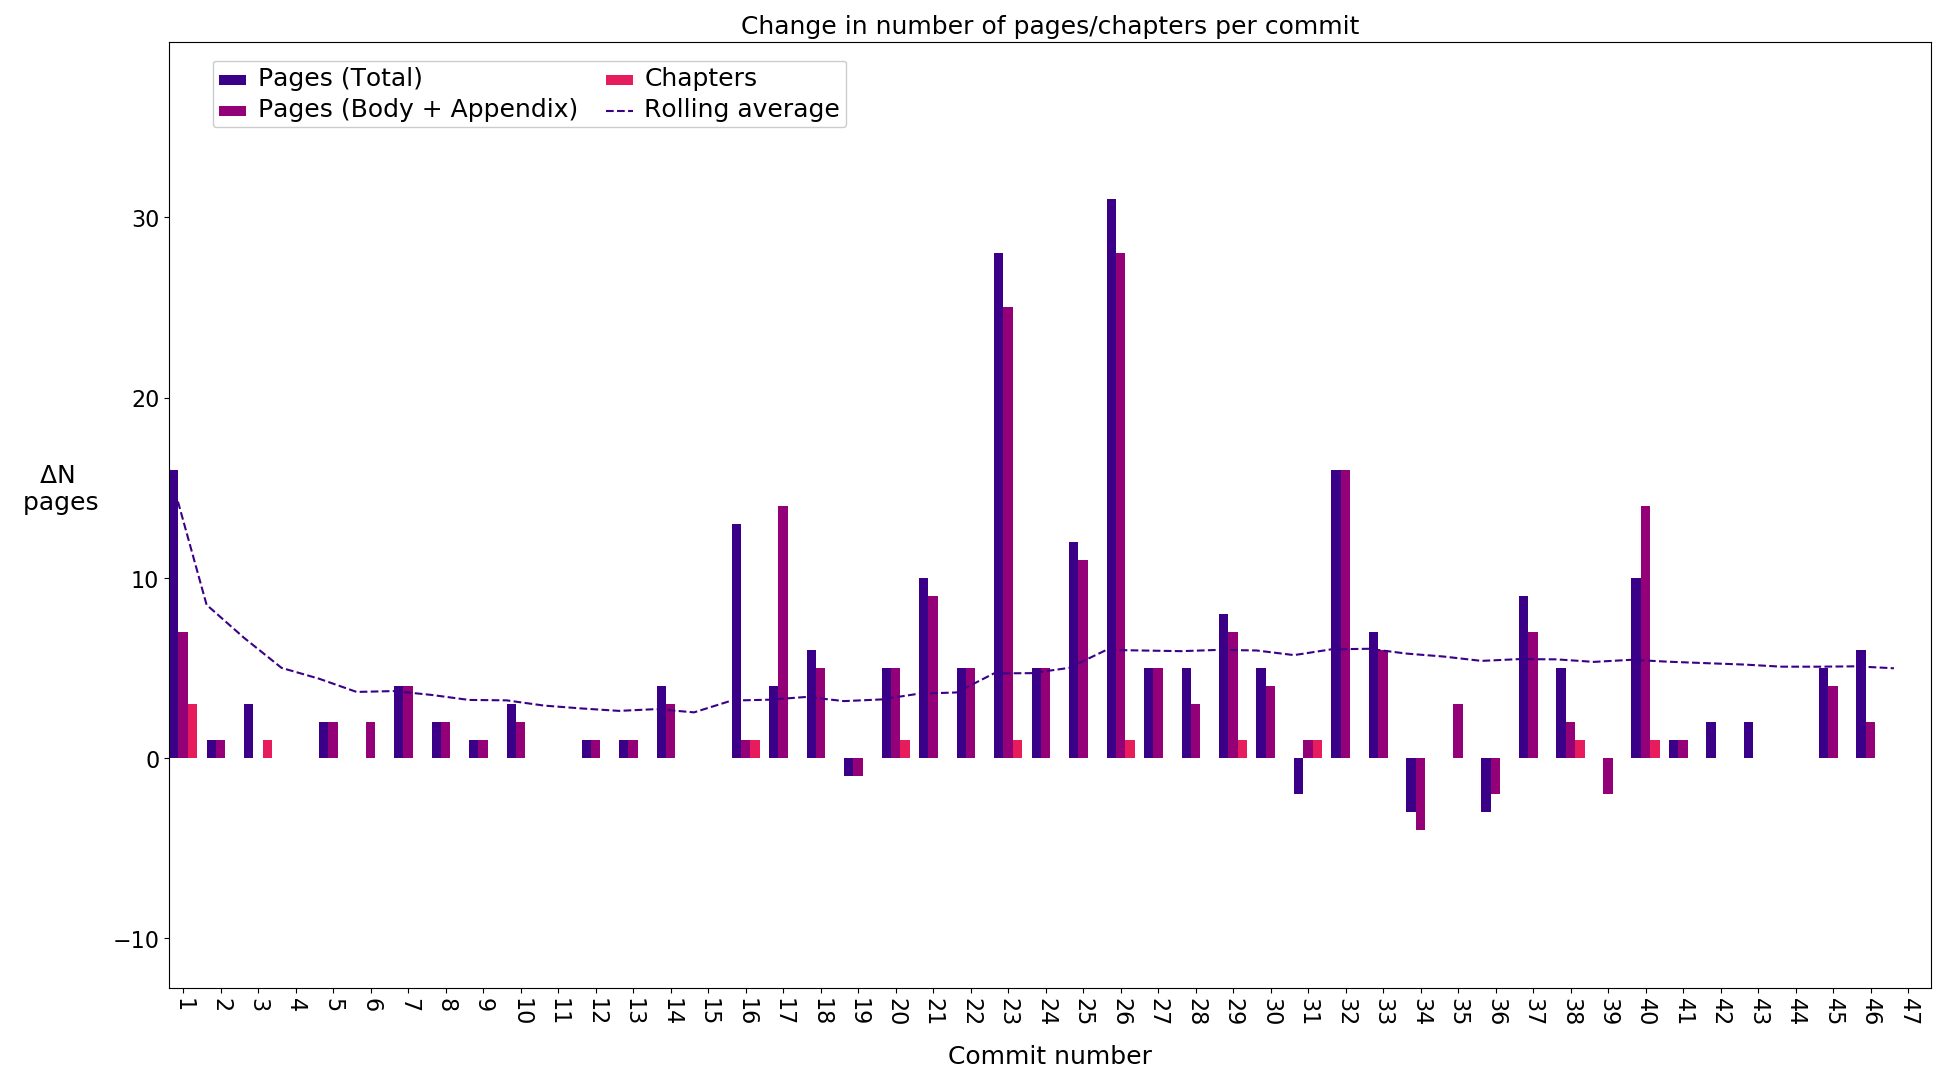 Change in number of pages/chapters per commit
Pages (Total)
Pages (Body + Appendix)
Chapters
Rolling average
30
20
10
0
−10
ΔN
pages
1 2 3 4 5 6 7 8 9 10 11 12 13 14 15 16 17 18 19 20 21 22 23 24 25 26 27 28 29 30 31 32 33 34 35 36 37 38 39 40 41 42 43 44 45 46 47
Commit number